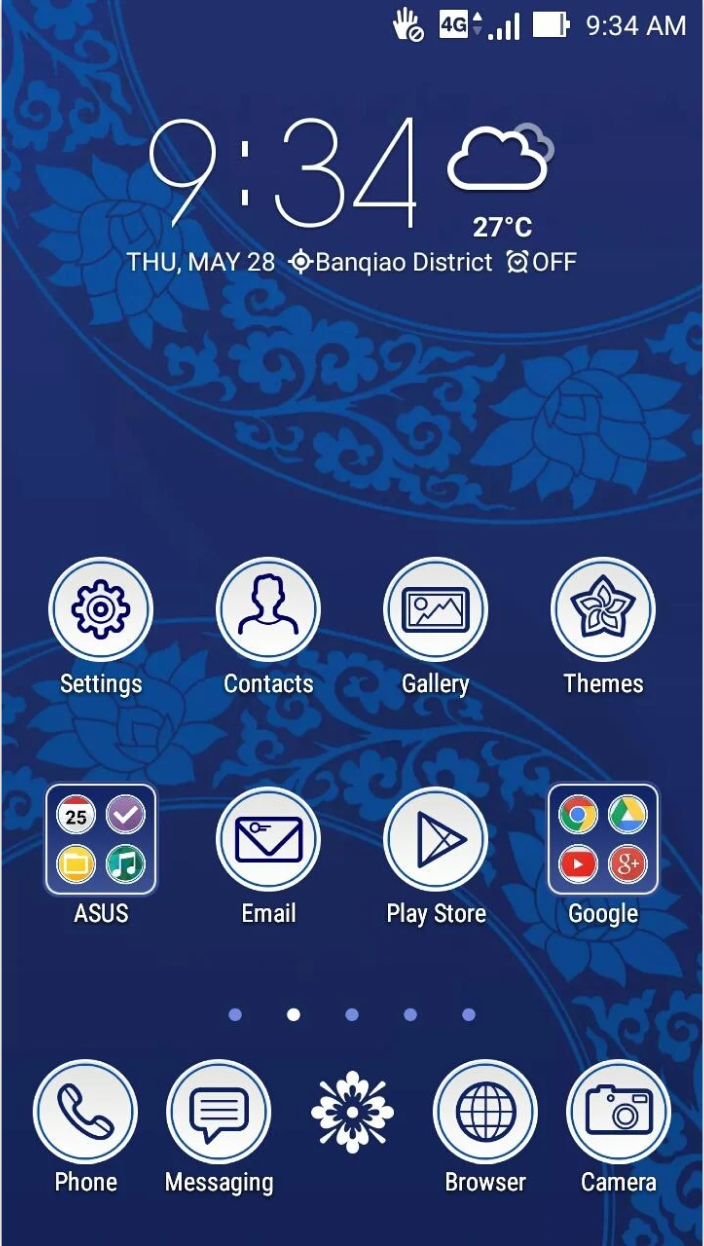 4G 9:34 AM
9:34
27°C
THU, MAY 28 Banqiao District OFF
Settings Contacts Gallery Themes
25
8+
ASUS Email Play Store Google
Phone Messaging Browser Camera